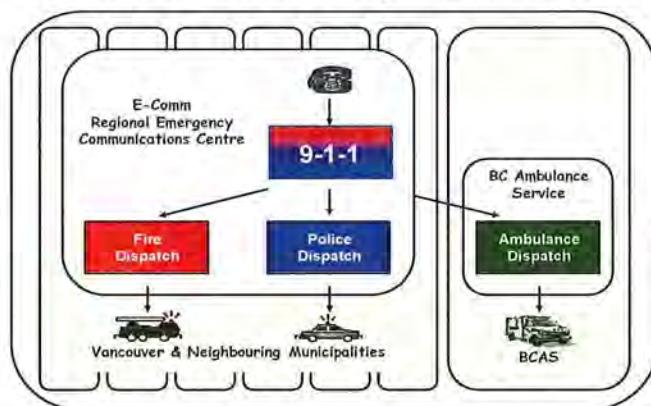 E-Comm
Regional Emergency
Communications Centre
9-1-1
BC Ambulance
Service
Fire
Dispatch
Police
Dispatch
Ambulance
Dispatch
Vancouver & Neighbouring Municipalities
BCAS